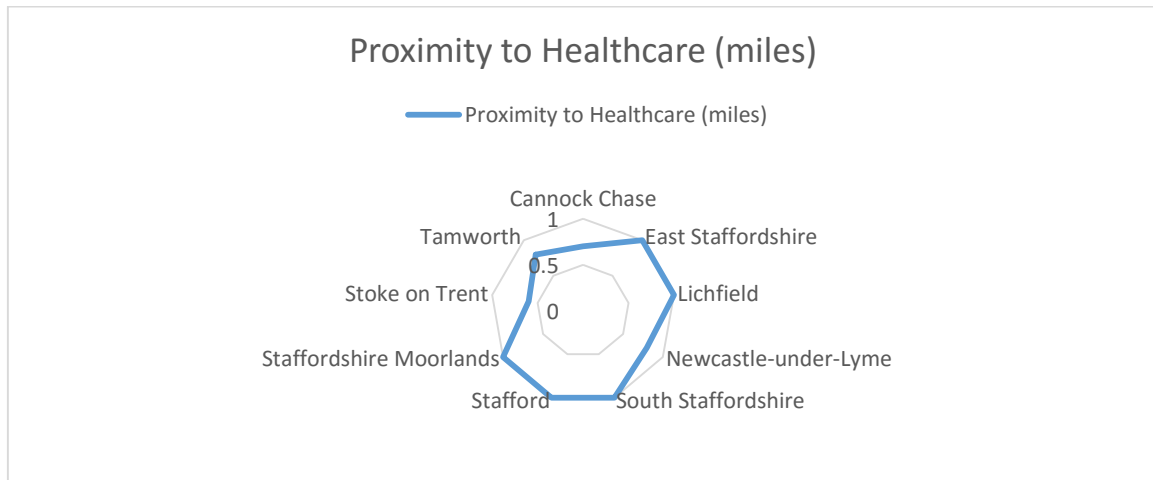 Proximity to Healthcare (miles)
Proximity to Healthcare (miles)
Cannock Chase
1
Tamworth
East Staffordshire
0.5
Stoke on Trent
0
Lichfield
Staffordshire Moorlands
Newcastle-under-Lyme
Stafford
South Staffordshire